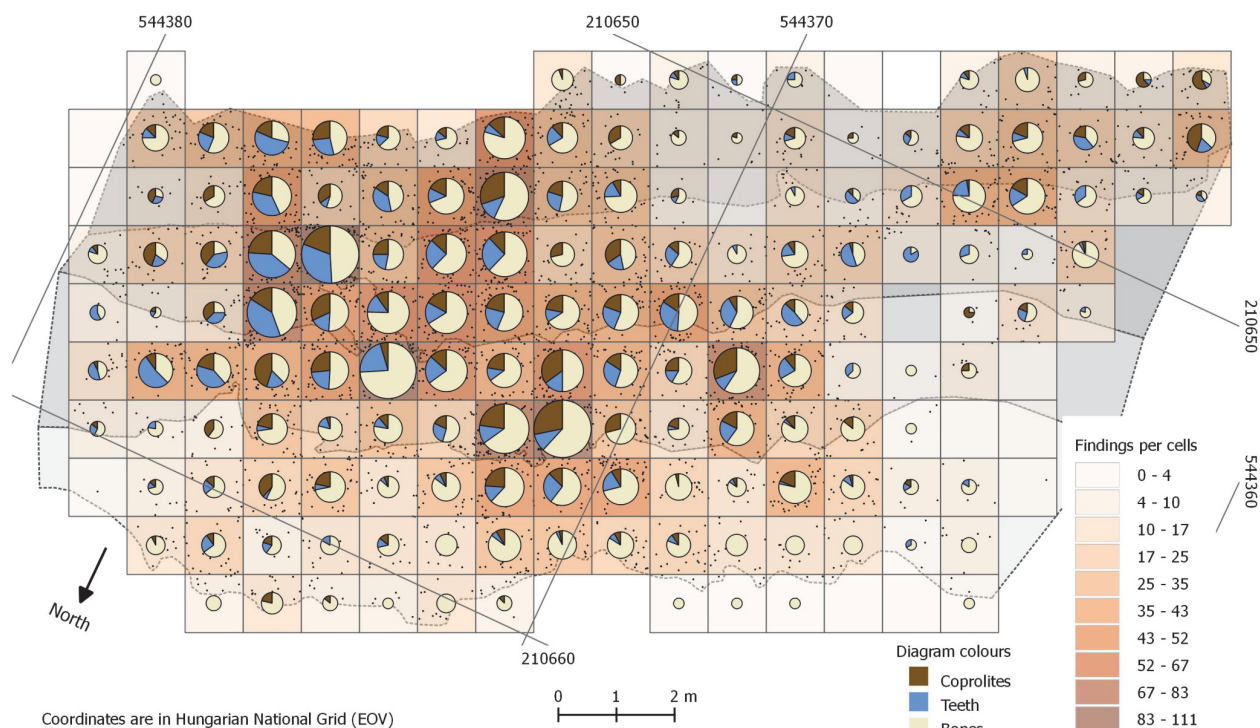 544380
210650
544370
210650
544360
North
210660
Coordinates are in Hungarian National Grid (EOV)
0 1 2 m
Diagram colours
Coprolites
Teeth
Bones
Findings per cells
0 - 4
4 - 10
10 - 17
17 - 25
25 - 35
35 - 43
43 - 52
52 - 67
67 - 83
83 - 111